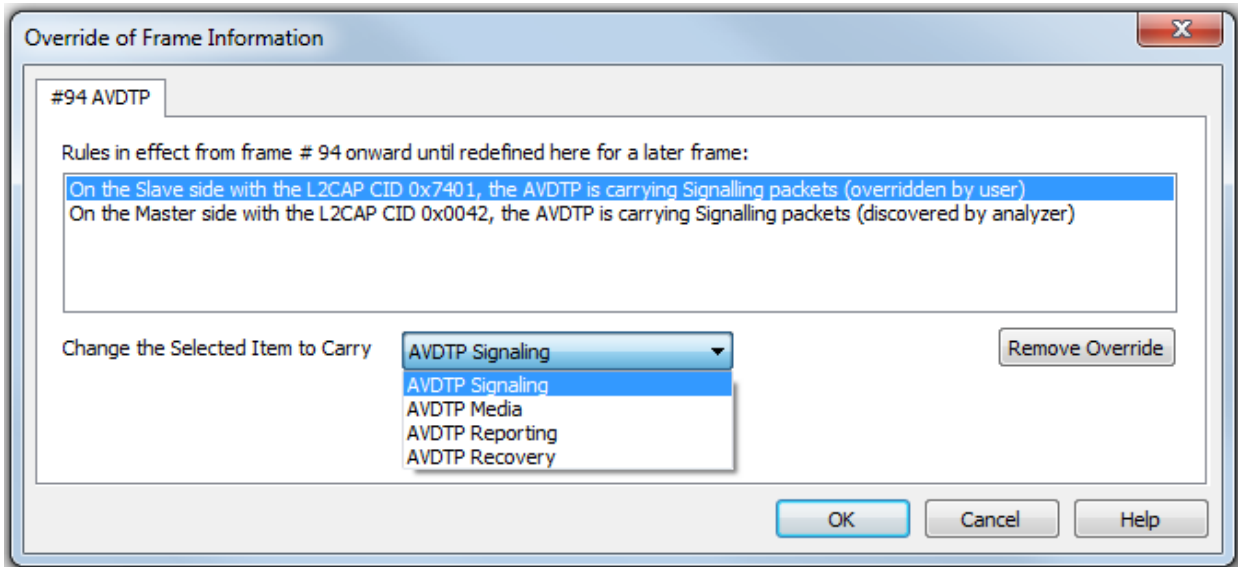 Override of Frame Information
X
#94 AVDTP
Rules in effect from frame # 94 onward until redefined here for a later frame:
On the Slave side with the L2CAP CID 0x7401, the AVDTP is carrying Signalling packets (overridden by user)
On the Master side with the L2CAP CID 0x0042, the AVDTP is carrying Signalling packets (discovered by analyzer)
Change the Selected Item to Carry AVDTP Signaling Remove Override
AVDTP Signaling
AVDTP Media
AVDTP Reporting
AVDTP Recovery
OK Cancel Help